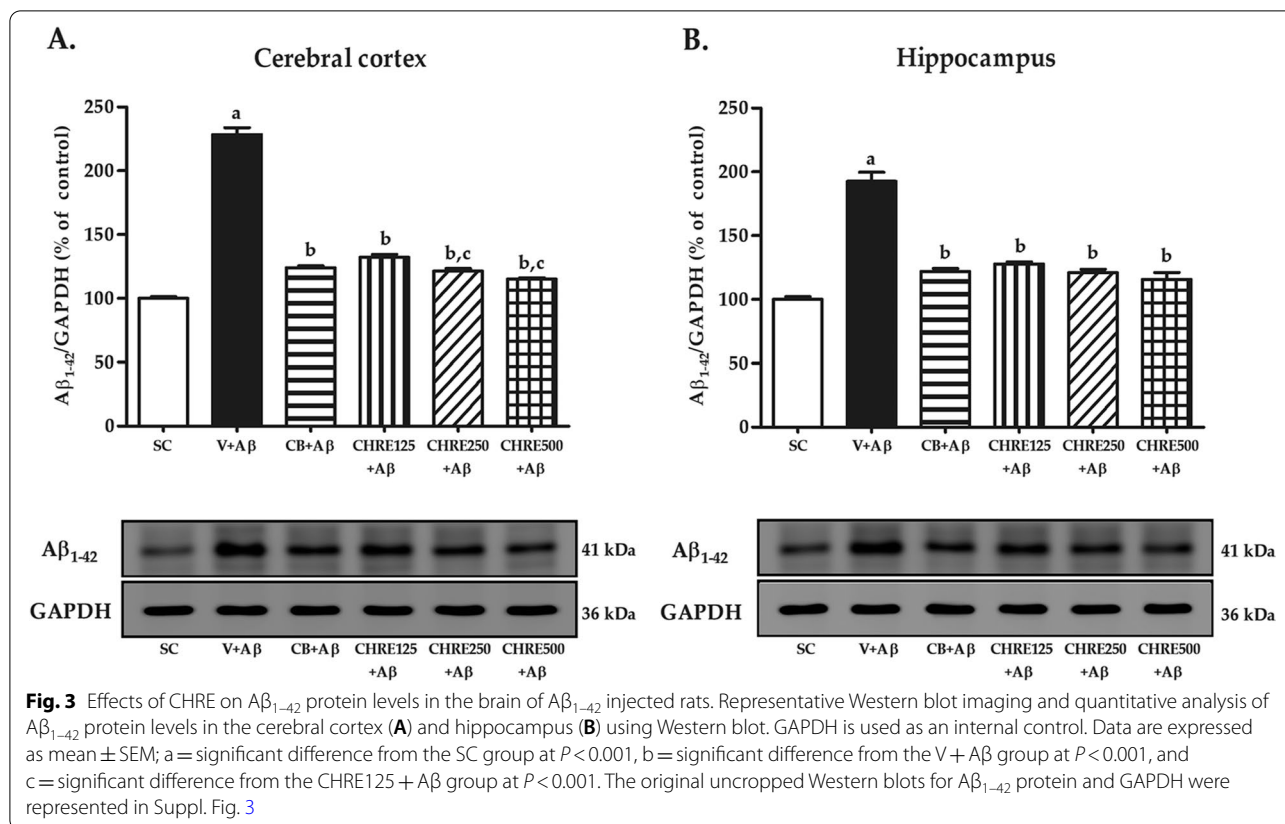 A.
Cerebral cortex
Aβ1-42/GAPDH (% of control)
250
200
150
100
50
0
a
b
b
b,c
b,c
SC V+Aβ CB+Aβ CHRE125 +Aβ CHRE250 +Aβ CHRE500 +Aβ
Aβ1-42
41 kDa
GAPDH
36 kDa
SC V+Aβ CB+Aβ CHRE125 +Aβ CHRE250 +Aβ CHRE500 +Aβ
B.
Hippocampus
Aβ1-42/GAPDH (% of control)
250
200
150
100
50
0
a
b
b
b
b
SC V+Aβ CB+Aβ CHRE125 +Aβ CHRE250 +Aβ CHRE500 +Aβ
Aβ1-42
41 kDa
GAPDH
36 kDa
SC V+Aβ CB+Aβ CHRE125 +Aβ CHRE250 +Aβ CHRE500 +Aβ
Fig. 3 Effects of CHRE on Aβ1–42 protein levels in the brain of Aβ1–42 injected rats. Representative Western blot imaging and quantitative analysis of
Aβ1–42 protein levels in the cerebral cortex (A) and hippocampus (B) using Western blot. GAPDH is used as an internal control. Data are expressed
as mean ± SEM; a = significant difference from the SC group at P < 0.001, b = significant difference from the V + Aβ group at P < 0.001, and
c = significant difference from the CHRE125 + Aβ group at P < 0.001. The original uncropped Western blots for Aβ1–42 protein and GAPDH were
represented in Suppl. Fig. 3